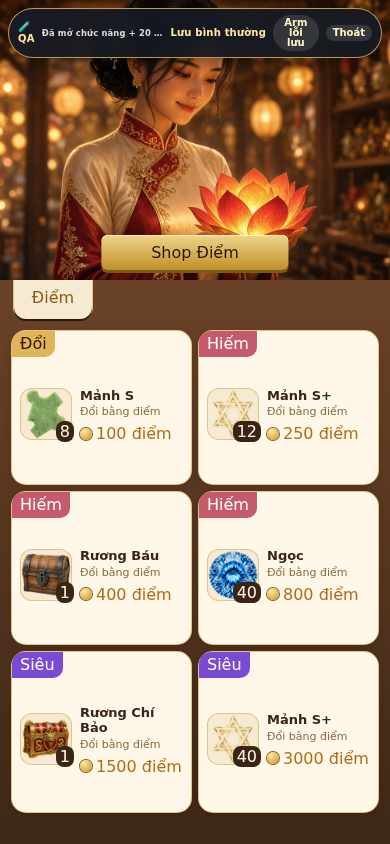 QA
Đã mở chức năng + 20 ...
Lưu bình thường
Arm
lỗi
lưu
Thoát
Shop Điểm
Điểm
Đổi
Mảnh S
Đổi bằng điểm
100 điểm
8
Hiếm
Mảnh S+
Đổi bằng điểm
250 điểm
12
Hiếm
Rương Báu
Đổi bằng điểm
400 điểm
1
Hiếm
Ngọc
Đổi bằng điểm
800 điểm
40
Siêu
Rương Chí
Bảo
Đổi bằng điểm
1500 điểm
1
Siêu
Mảnh S+
Đổi bằng điểm
3000 điểm
40